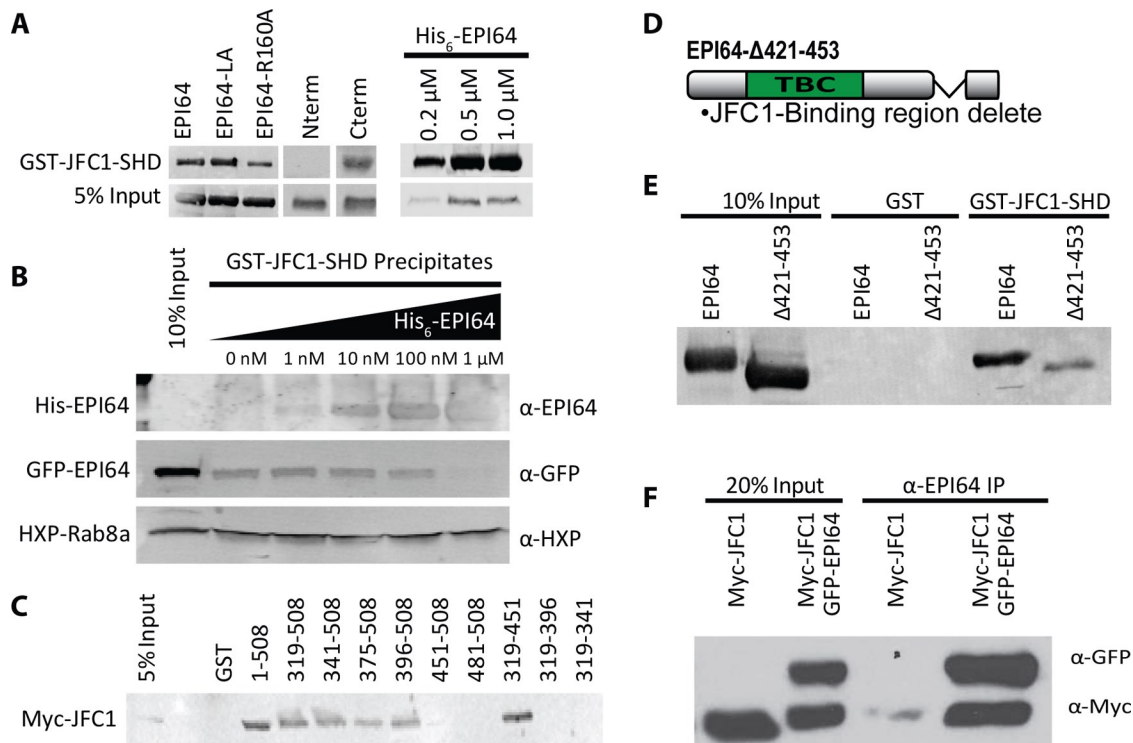 A
EPI64
EPI64-LA
EPI64-R160A
Nterm
Cterm
His6-EPI64
0.2 µM
0.5 µM
1.0 µM
GST-JFC1-SHD
5% Input
B
10% Input
GST-JFC1-SHD Precipitates
His6-EPI64
0 nM 1 nM 10 nM 100 nM 1 µM
His-EPI64 α-EPI64
GFP-EPI64 α-GFP
HXP-Rab8a α-HXP
C
5% Input
GST
1-508
319-508
341-508
375-508
396-508
451-508
481-508
319-451
319-396
319-341
Myc-JFC1
D
EPI64-Δ421-453
TBC
•JFC1-Binding region delete
E
10% Input GST GST-JFC1-SHD
EPI64
Δ421-453
EPI64
Δ421-453
EPI64
Δ421-453
F
20% Input α-EPI64 IP
Myc-JFC1
Myc-JFC1
GFP-EPI64
Myc-JFC1
Myc-JFC1
GFP-EPI64
α-GFP
α-Myc